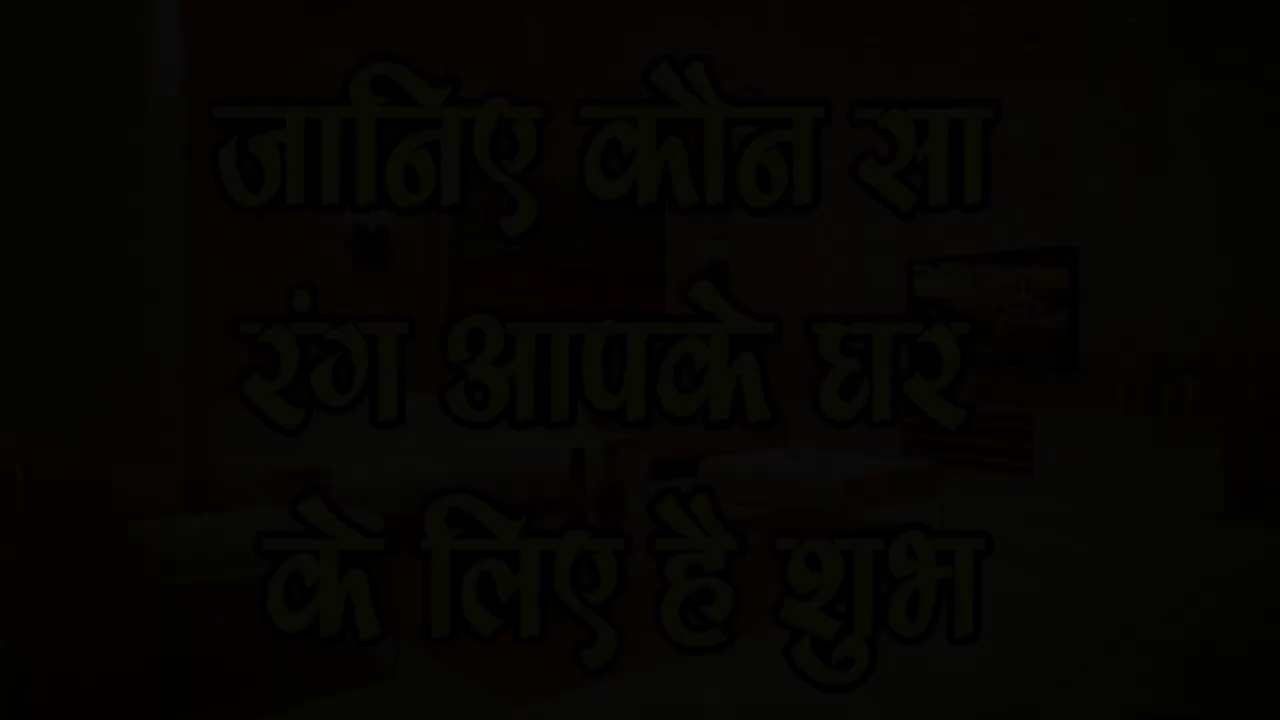 जानिए कौन सा
रंग आपके घर
के लिए है शुभ